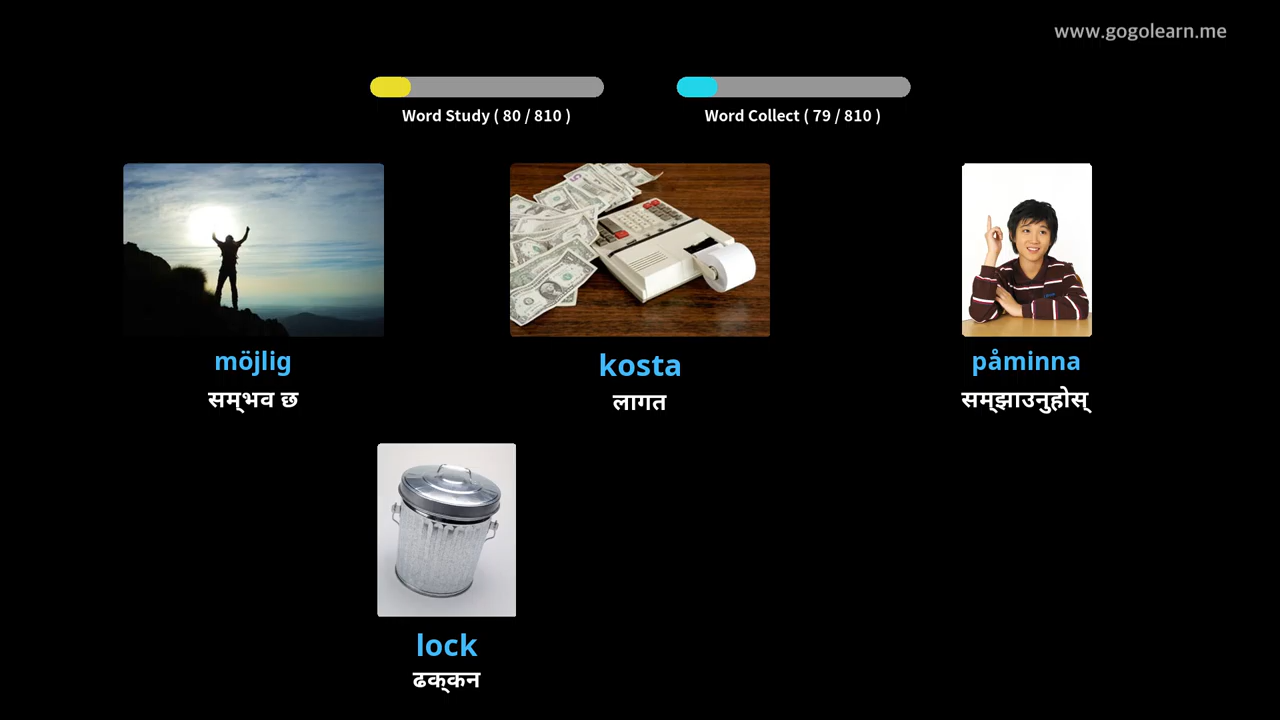 www.gogolearn.me
Word Study ( 80 / 810 )
Word Collect ( 79 / 810 )
möjlig
kosta
påminna
सम्भव छ
लागत
सम्झाउनुहोस्
lock
ढक्कन